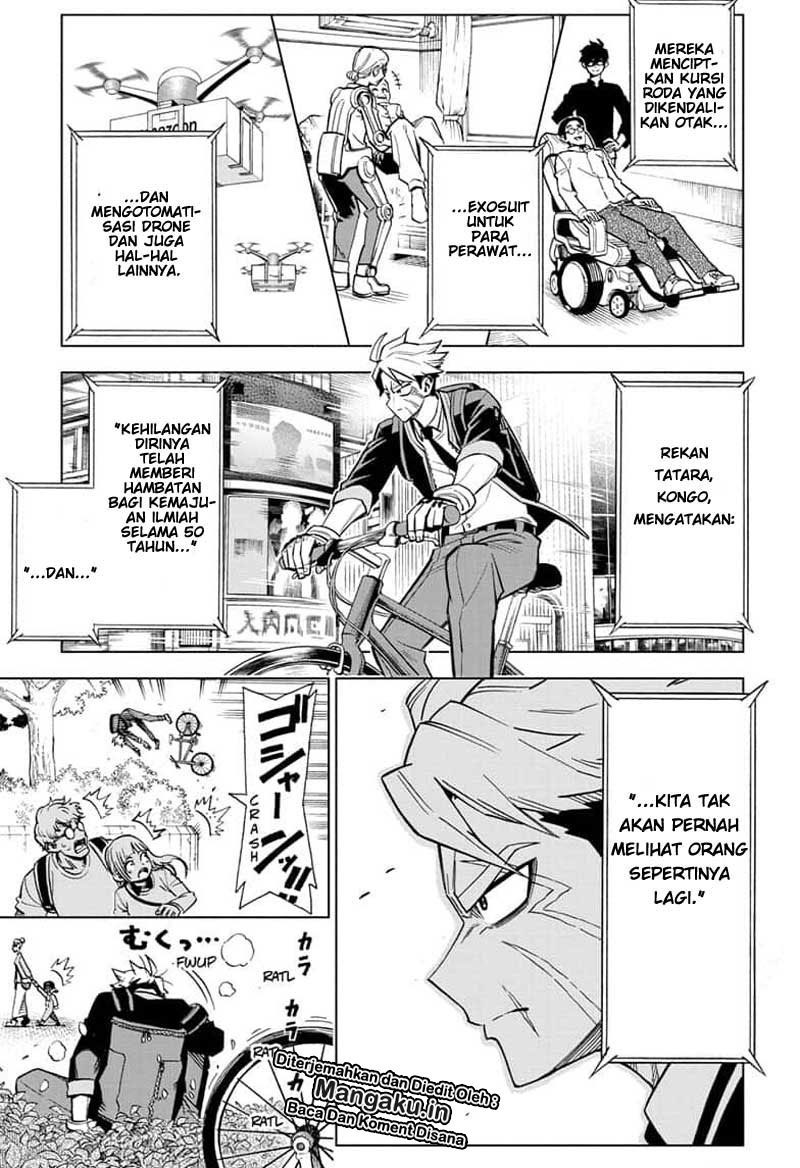 MEREKA
MENCIPT-
KAN KURSI
RODA YANG
DIKENDALI-
KAN OTAK...
...EXOSUIT
UNTUK
PARA
PERAWAT...
...DAN
MENGOTOMATI-
SASI DRONE
DAN JUGA
HAL-HAL
LAINNYA.
REKAN
TATARA,
KONGO,
MENGATAKAN:
"KEHILANGAN
DIRINYA
TELAH
MEMBERI
HAMBATAN
BAGI KEMAJU-
AN ILMIAH
SELAMA 50
TAHUN..."
"...DAN..."
"...KITA TAK
AKAN PERNAH
MELIHAT ORANG
SEPERTINYA
LAGI."
ゴシャーンッ
CRASH
むくっ…
FWUP
カラ
RATL
カラ
RATL
RATL
Diterjemahkan dan Diedit Oleh :
Mangaku.in
Baca Dan Koment Disana